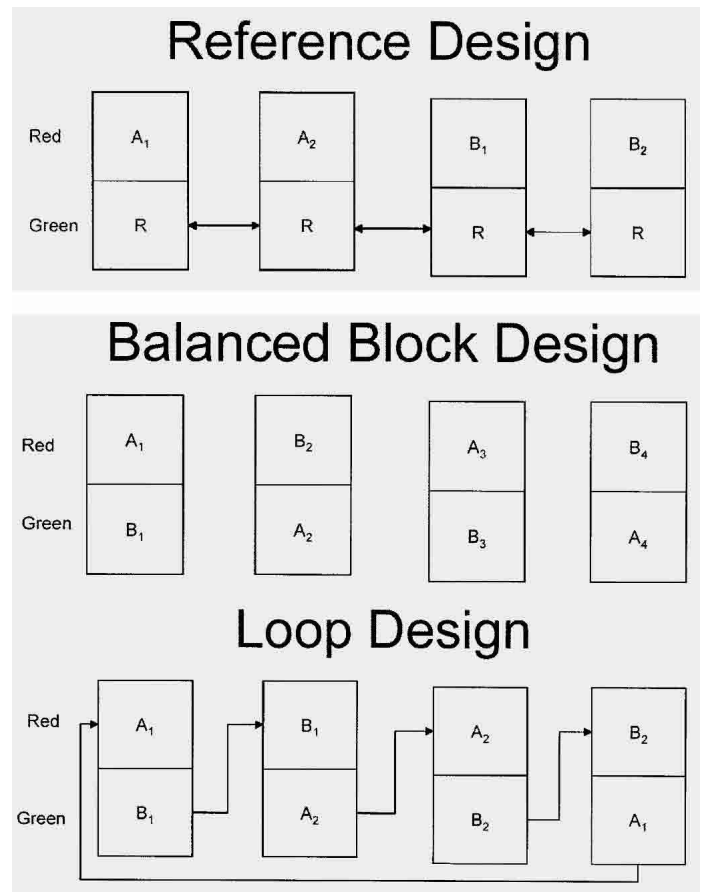 Reference Design
Red A₁ A₂ B₁ B₂
Green R R R R
Balanced Block Design
Red A₁ B₂ A₃ B₄
Green B₁ A₂ B₃ A₄
Loop Design
Red A₁ B₁ A₂ B₂
Green B₁ A₂ B₂ A₁